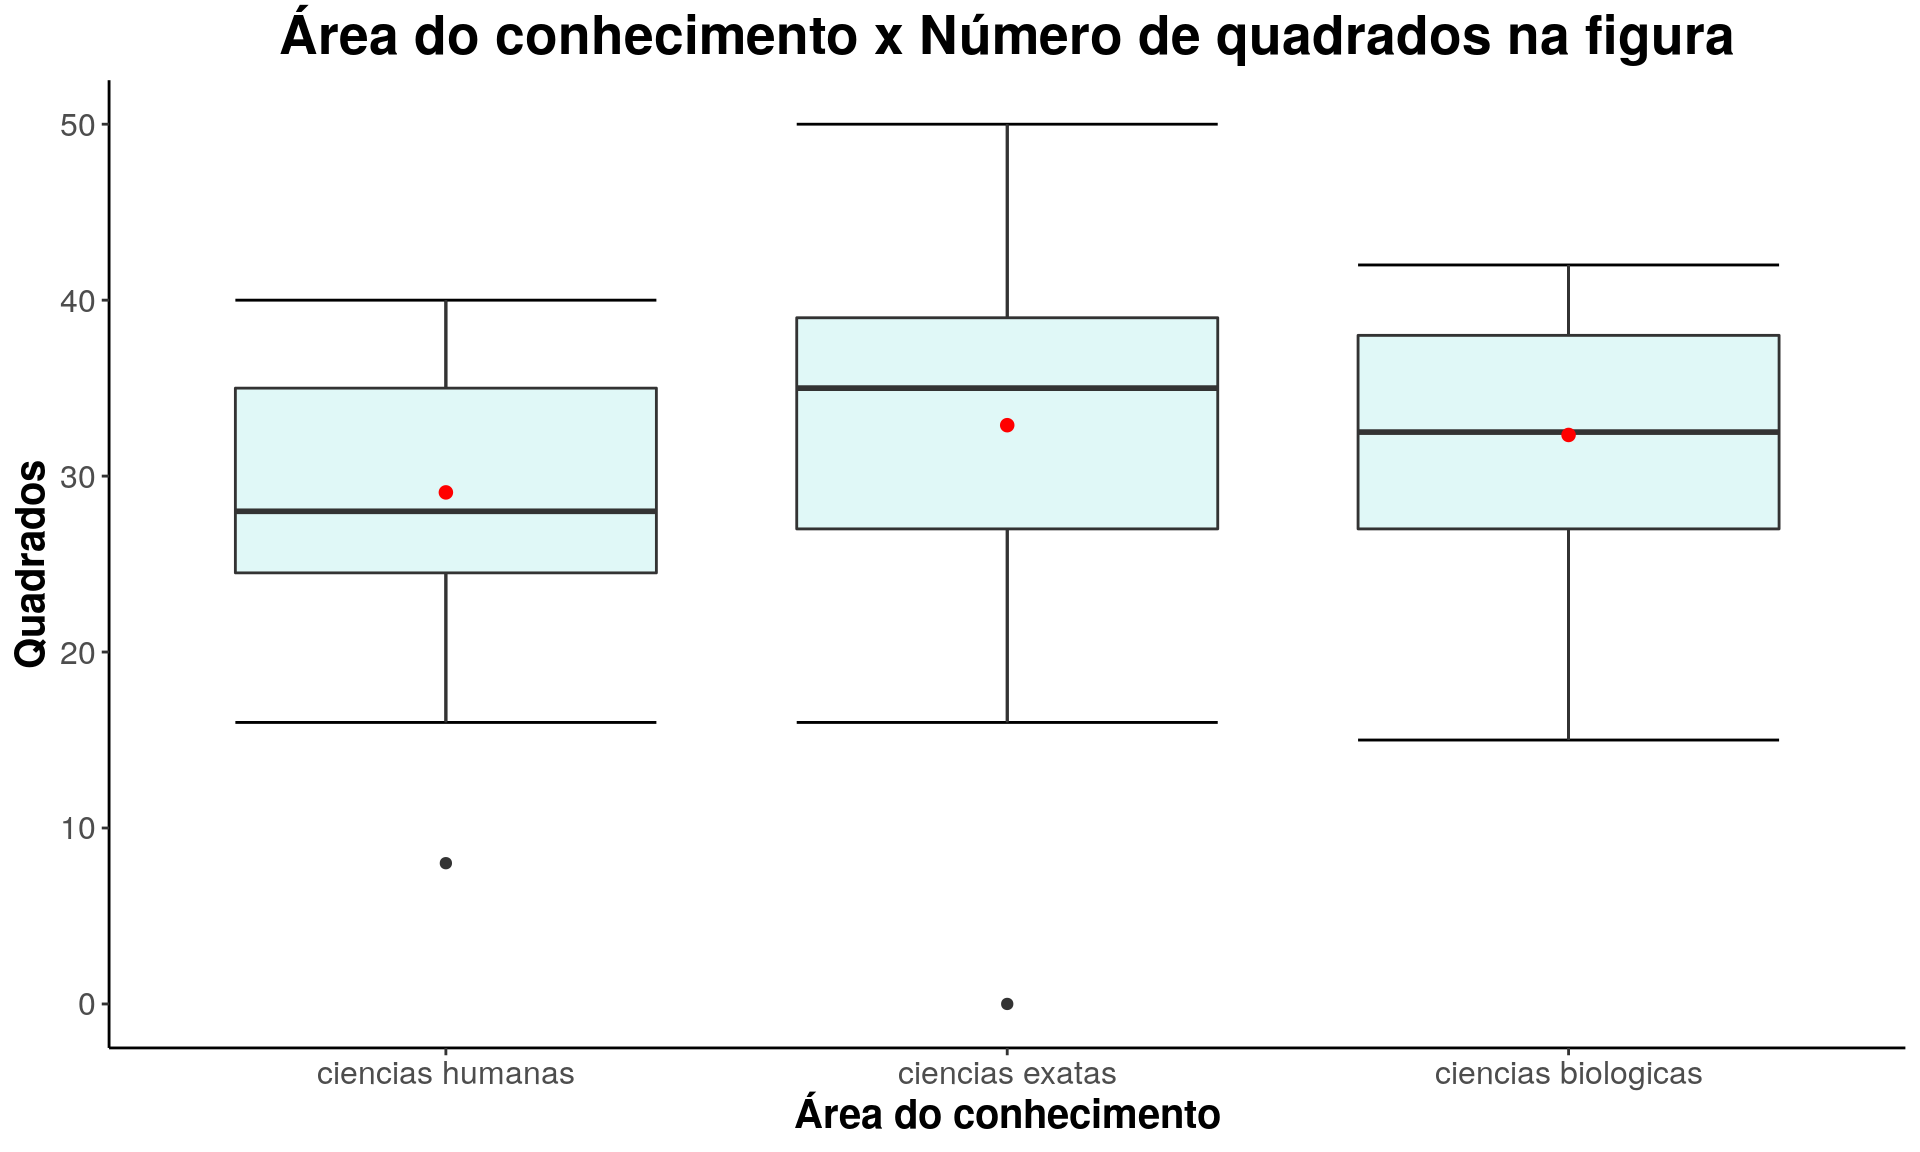 Área do conhecimento x Número de quadrados na figura
50
40
30
20
10
0
Quadrados
ciencias humanas
ciencias exatas
ciencias biologicas
Área do conhecimento